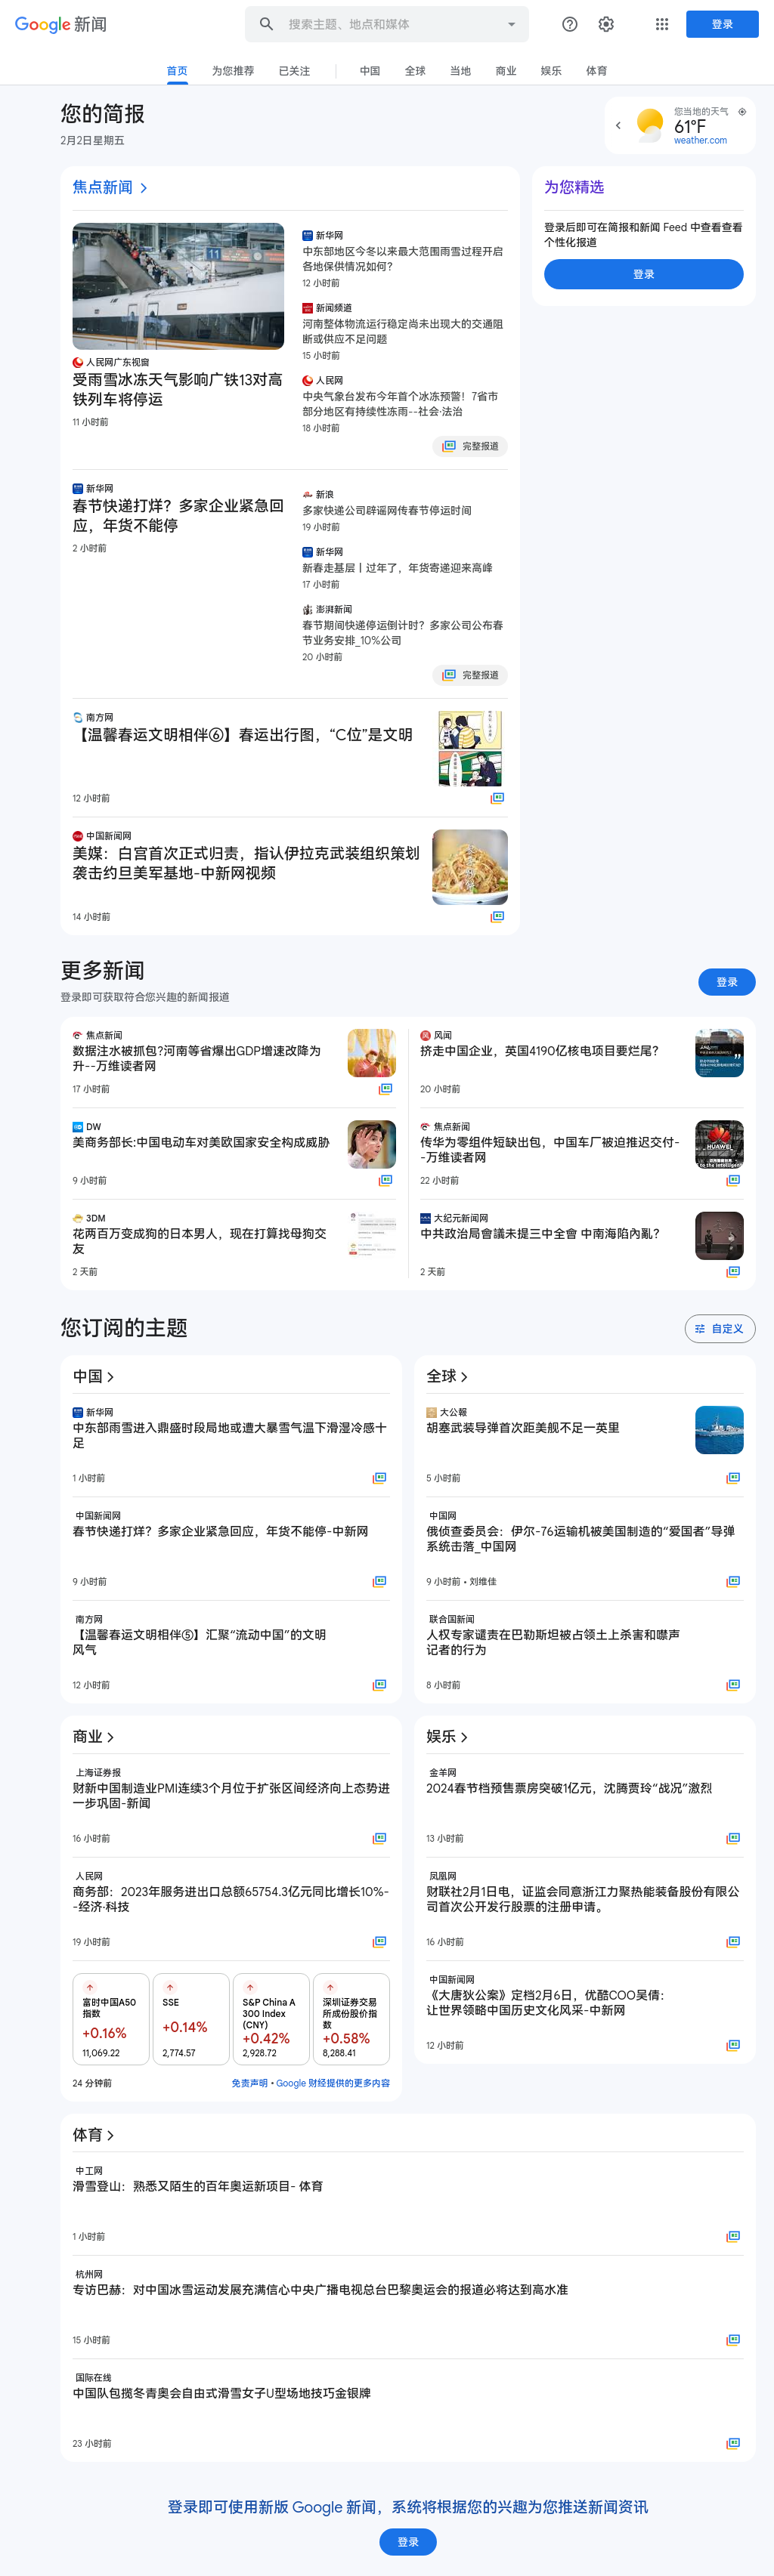 Google 新闻
搜索主题、地点和媒体
登录
首页
为您推荐
已关注
中国
全球
当地
商业
娱乐
体育
您的简报
2月2日星期五
您当地的天气
61°F
weather.com
焦点新闻
人民网广东视窗
受雨雪冰冻天气影响广铁13对高
铁列车将停运
11 小时前
新华网
中东部地区今冬以来最大范围雨雪过程开启
各地保供情况如何？
12 小时前
新闻频道
河南整体物流运行稳定尚未出现大的交通阻
断或供应不足问题
15 小时前
人民网
中央气象台发布今年首个冰冻预警！7省市
部分地区有持续性冻雨--社会·法治
18 小时前
完整报道
新华网
春节快递打烊？多家企业紧急回
应，年货不能停
2 小时前
新浪
多家快递公司辟谣网传春节停运时间
19 小时前
新华网
新春走基层丨过年了，年货寄递迎来高峰
17 小时前
澎湃新闻
春节期间快递停运倒计时？多家公司公布春
节业务安排_10%公司
20 小时前
完整报道
南方网
【温馨春运文明相伴⑥】春运出行图，“C位”是文明
12 小时前
中国新闻网
美媒：白宫首次正式归责，指认伊拉克武装组织策划
袭击约旦美军基地-中新网视频
14 小时前
为您精选
登录后即可在简报和新闻 Feed 中查看查看
个性化报道
登录
更多新闻
登录即可获取符合您兴趣的新闻报道
登录
焦点新闻
数据注水被抓包?河南等省爆出GDP增速改降为
升--万维读者网
17 小时前
DW
美商务部长:中国电动车对美欧国家安全构成威胁
9 小时前
3DM
花两百万变成狗的日本男人，现在打算找母狗交
友
2 天前
风闻
挤走中国企业，英国4190亿核电项目要烂尾？
20 小时前
焦点新闻
传华为零组件短缺出包，中国车厂被迫推迟交付-
-万维读者网
HUAWEI
22 小时前
大纪元新闻网
中共政治局會議未提三中全會 中南海陷內亂？
2 天前
您订阅的主题
自定义
中国
新华网
中东部雨雪进入鼎盛时段局地或遭大暴雪气温下滑湿冷感十
足
1 小时前
中国新闻网
春节快递打烊？多家企业紧急回应，年货不能停-中新网
9 小时前
南方网
【温馨春运文明相伴⑤】汇聚“流动中国”的文明
风气
12 小时前
全球
大公報
胡塞武装导弹首次距美舰不足一英里
5 小时前
中国网
俄侦查委员会：伊尔-76运输机被美国制造的“爱国者”导弹
系统击落_中国网
9 小时前 • 刘维佳
联合国新闻
人权专家谴责在巴勒斯坦被占领土上杀害和噤声
记者的行为
8 小时前
商业
上海证券报
财新中国制造业PMI连续3个月位于扩张区间经济向上态势进
一步巩固-新闻
16 小时前
人民网
商务部：2023年服务进出口总额65754.3亿元同比增长10%-
-经济·科技
19 小时前
富时中国A50
指数
+0.16%
11,069.22
SSE
+0.14%
2,774.57
S&P China A
300 Index
(CNY)
+0.42%
2,928.72
深圳证券交易
所成份股价指
数
+0.58%
8,288.41
24 分钟前
免责声明 • Google 财经提供的更多内容
娱乐
金羊网
2024春节档预售票房突破1亿元，沈腾贾玲“战况”激烈
13 小时前
凤凰网
财联社2月1日电，证监会同意浙江力聚热能装备股份有限公
司首次公开发行股票的注册申请。
16 小时前
中国新闻网
《大唐狄公案》定档2月6日，优酷COO吴倩：
让世界领略中国历史文化风采-中新网
12 小时前
体育
中工网
滑雪登山：熟悉又陌生的百年奥运新项目- 体育
1 小时前
杭州网
专访巴赫：对中国冰雪运动发展充满信心中央广播电视总台巴黎奥运会的报道必将达到高水准
15 小时前
国际在线
中国队包揽冬青奥会自由式滑雪女子U型场地技巧金银牌
23 小时前
登录即可使用新版 Google 新闻，系统将根据您的兴趣为您推送新闻资讯
登录